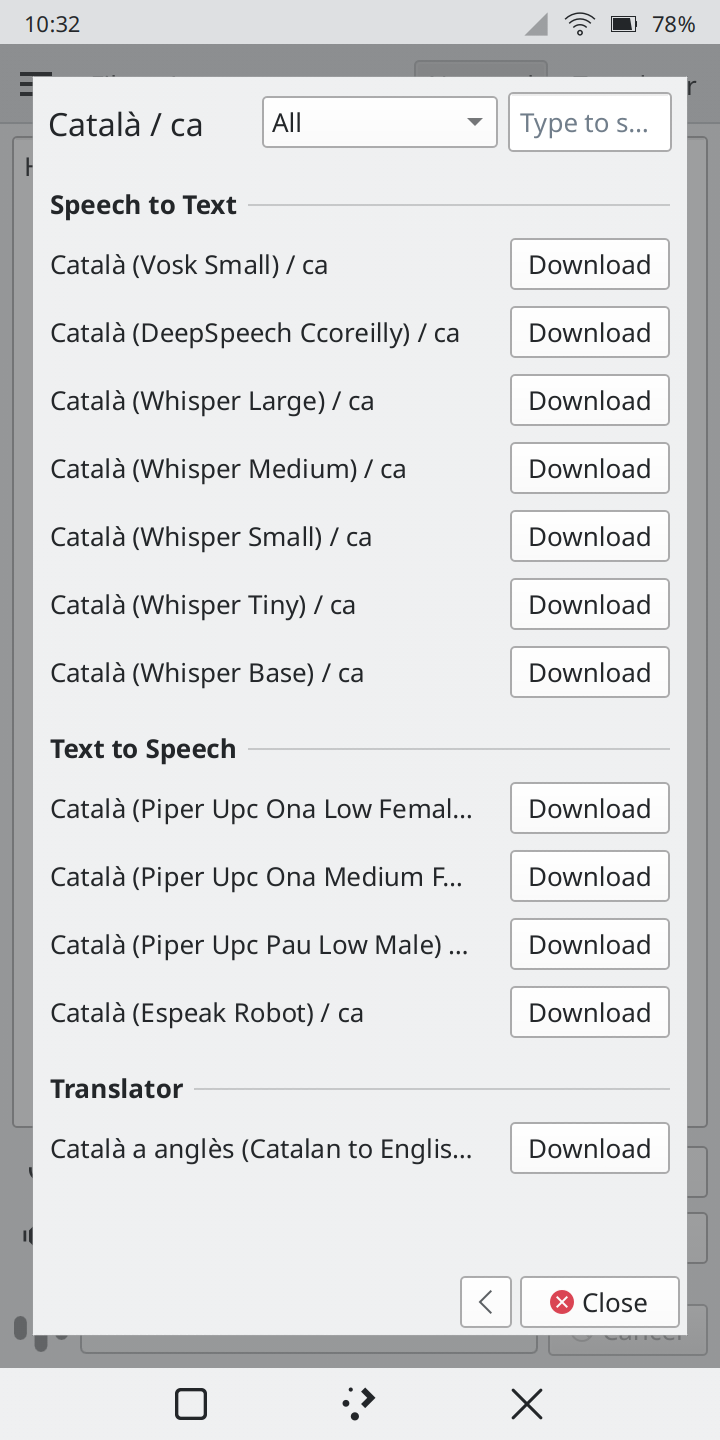 10:32
78%
Català / ca
All
Type to s...
Speech to Text
Català (Vosk Small) / ca
Download
Català (DeepSpeech Ccoreilly) / ca
Download
Català (Whisper Large) / ca
Download
Català (Whisper Medium) / ca
Download
Català (Whisper Small) / ca
Download
Català (Whisper Tiny) / ca
Download
Català (Whisper Base) / ca
Download
Text to Speech
Català (Piper Upc Ona Low Femal...
Download
Català (Piper Upc Ona Medium F...
Download
Català (Piper Upc Pau Low Male) ...
Download
Català (Espeak Robot) / ca
Download
Translator
Català a anglès (Catalan to Englis...
Download
Close